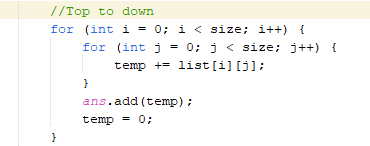 //Top to down
for (int i = 0; i < size; i++) {
    for (int j = 0; j < size; j++) {
        temp += list[i][j];
    }
    ans.add(temp);
    temp = 0;
}